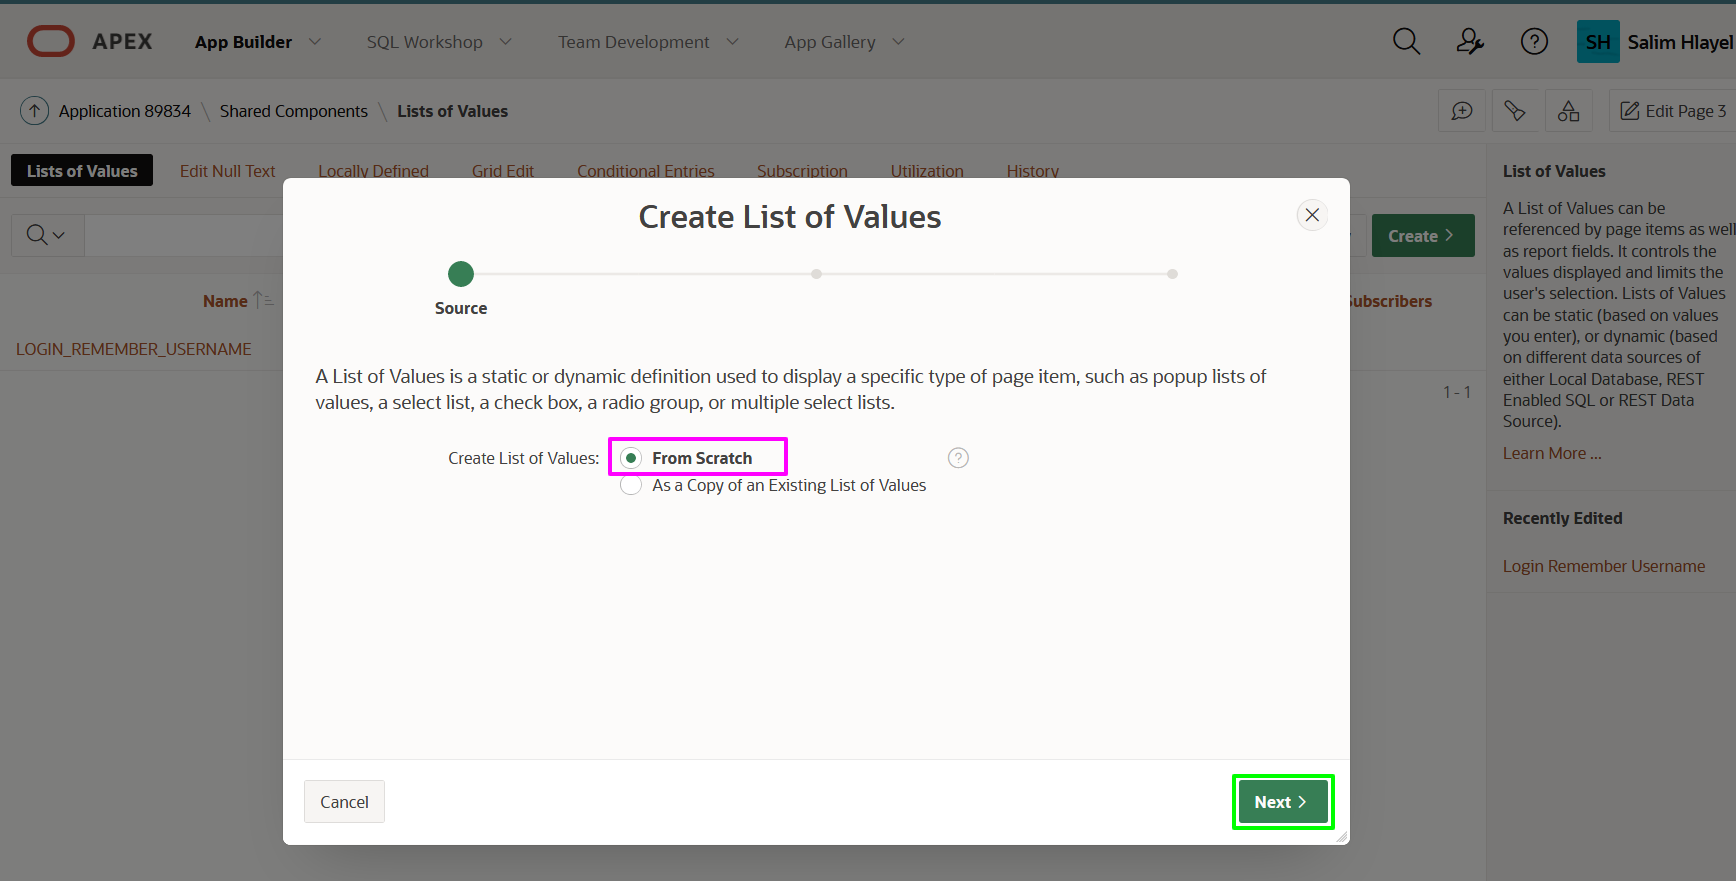 APEX App Builder SQL Workshop Team Development App Gallery SH Salim Hlayel
Application 89834 \ Shared Components \ Lists of Values Edit Page 3
Lists of Values Edit Null Text Locally Defined Grid Edit Conditional Entries Subscription Utilization History
Create List of Values
Source
Create >
Name
Subscribers
LOGIN_REMEMBER_USERNAME
1 - 1
A List of Values is a static or dynamic definition used to display a specific type of page item, such as popup lists of
values, a select list, a check box, a radio group, or multiple select lists.
Create List of Values: From Scratch ?
As a Copy of an Existing List of Values
Cancel Next >
List of Values
A List of Values can be
referenced by page items as well
as report fields. It controls the
values displayed and limits the
user's selection. Lists of Values
can be static (based on values
you enter), or dynamic (based
on different data sources of
either Local Database, REST
Enabled SQL or REST Data
Source).
Learn More ...
Recently Edited
Login Remember Username